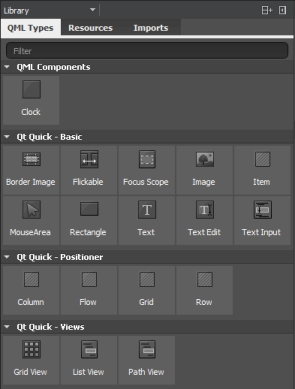 Library
QML Types Resources Imports
Filter
QML Components
Clock
Qt Quick - Basic
Border Image Flickable Focus Scope Image Item
MouseArea Rectangle Text Text Edit Text Input
Qt Quick - Positioner
Column Flow Grid Row
Qt Quick - Views
Grid View List View Path View